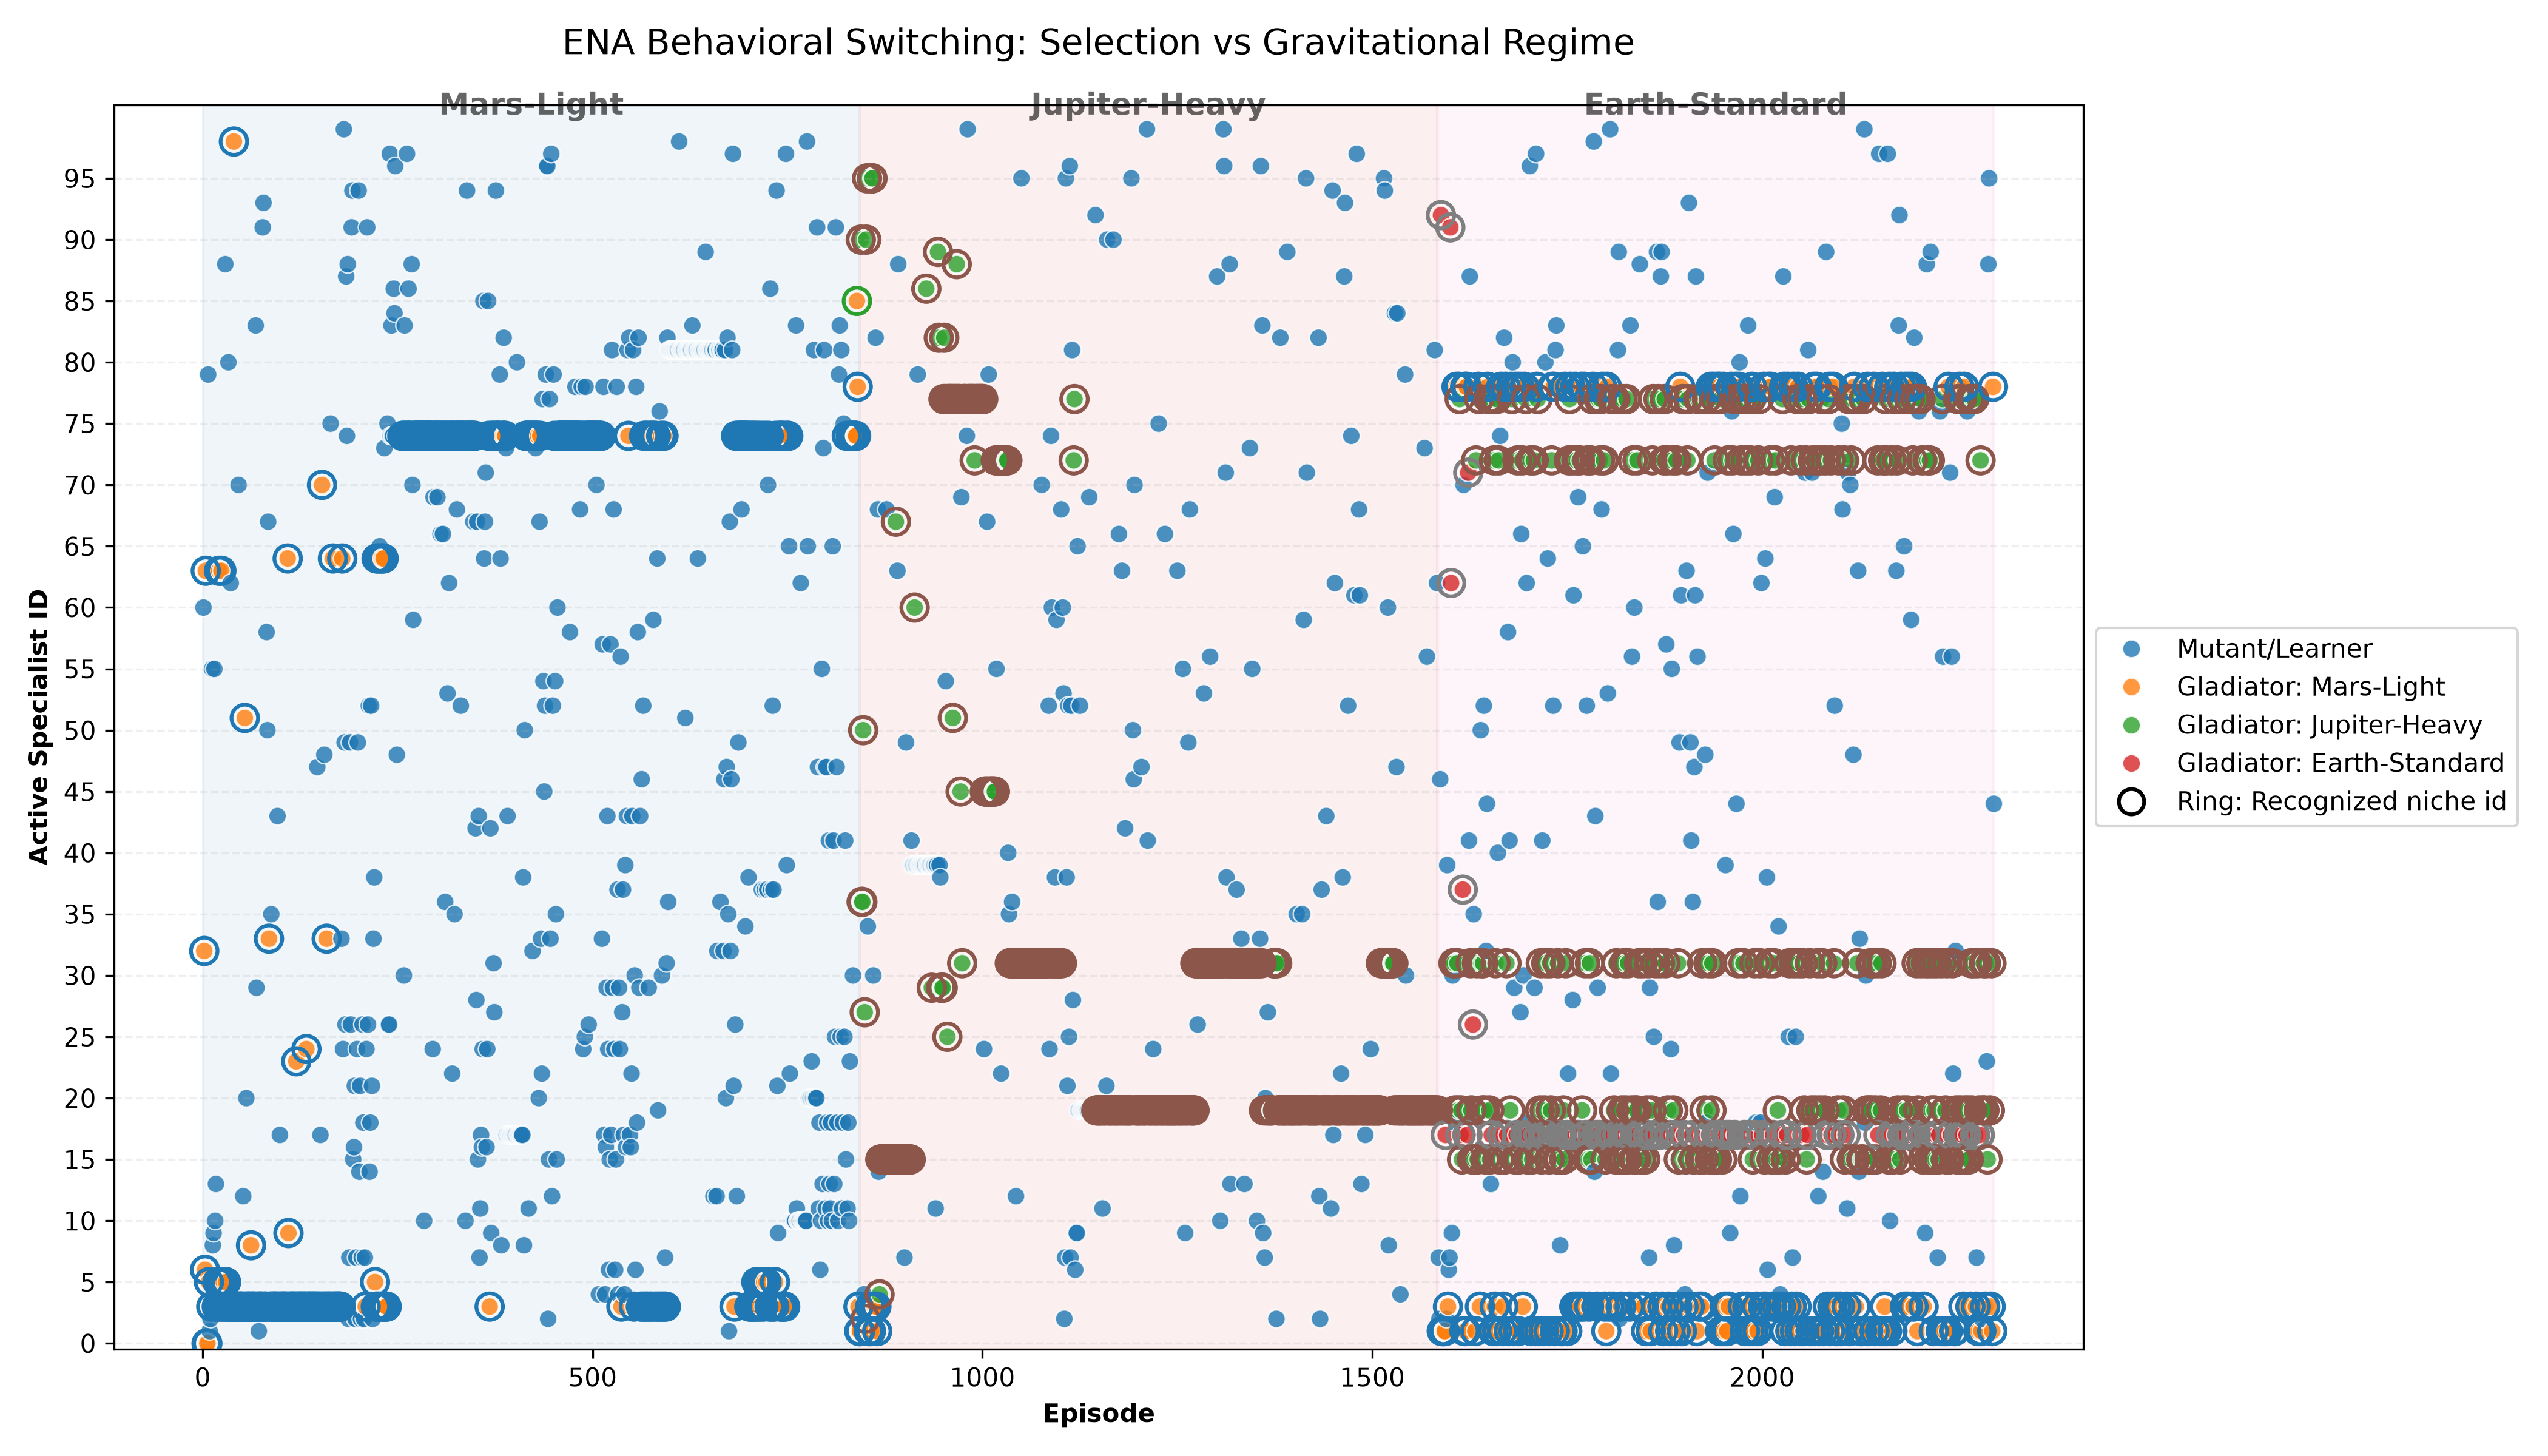 ENA Behavioral Switching: Selection vs Gravitational Regime
Mars-Light
Jupiter-Heavy
Earth-Standard
Active Specialist ID
95
90
85
80
75
70
65
60
55
50
45
40
35
30
25
20
15
10
5
0
0
500
1000
1500
2000
Episode
Mutant/Learner
Gladiator: Mars-Light
Gladiator: Jupiter-Heavy
Gladiator: Earth-Standard
Ring: Recognized niche id